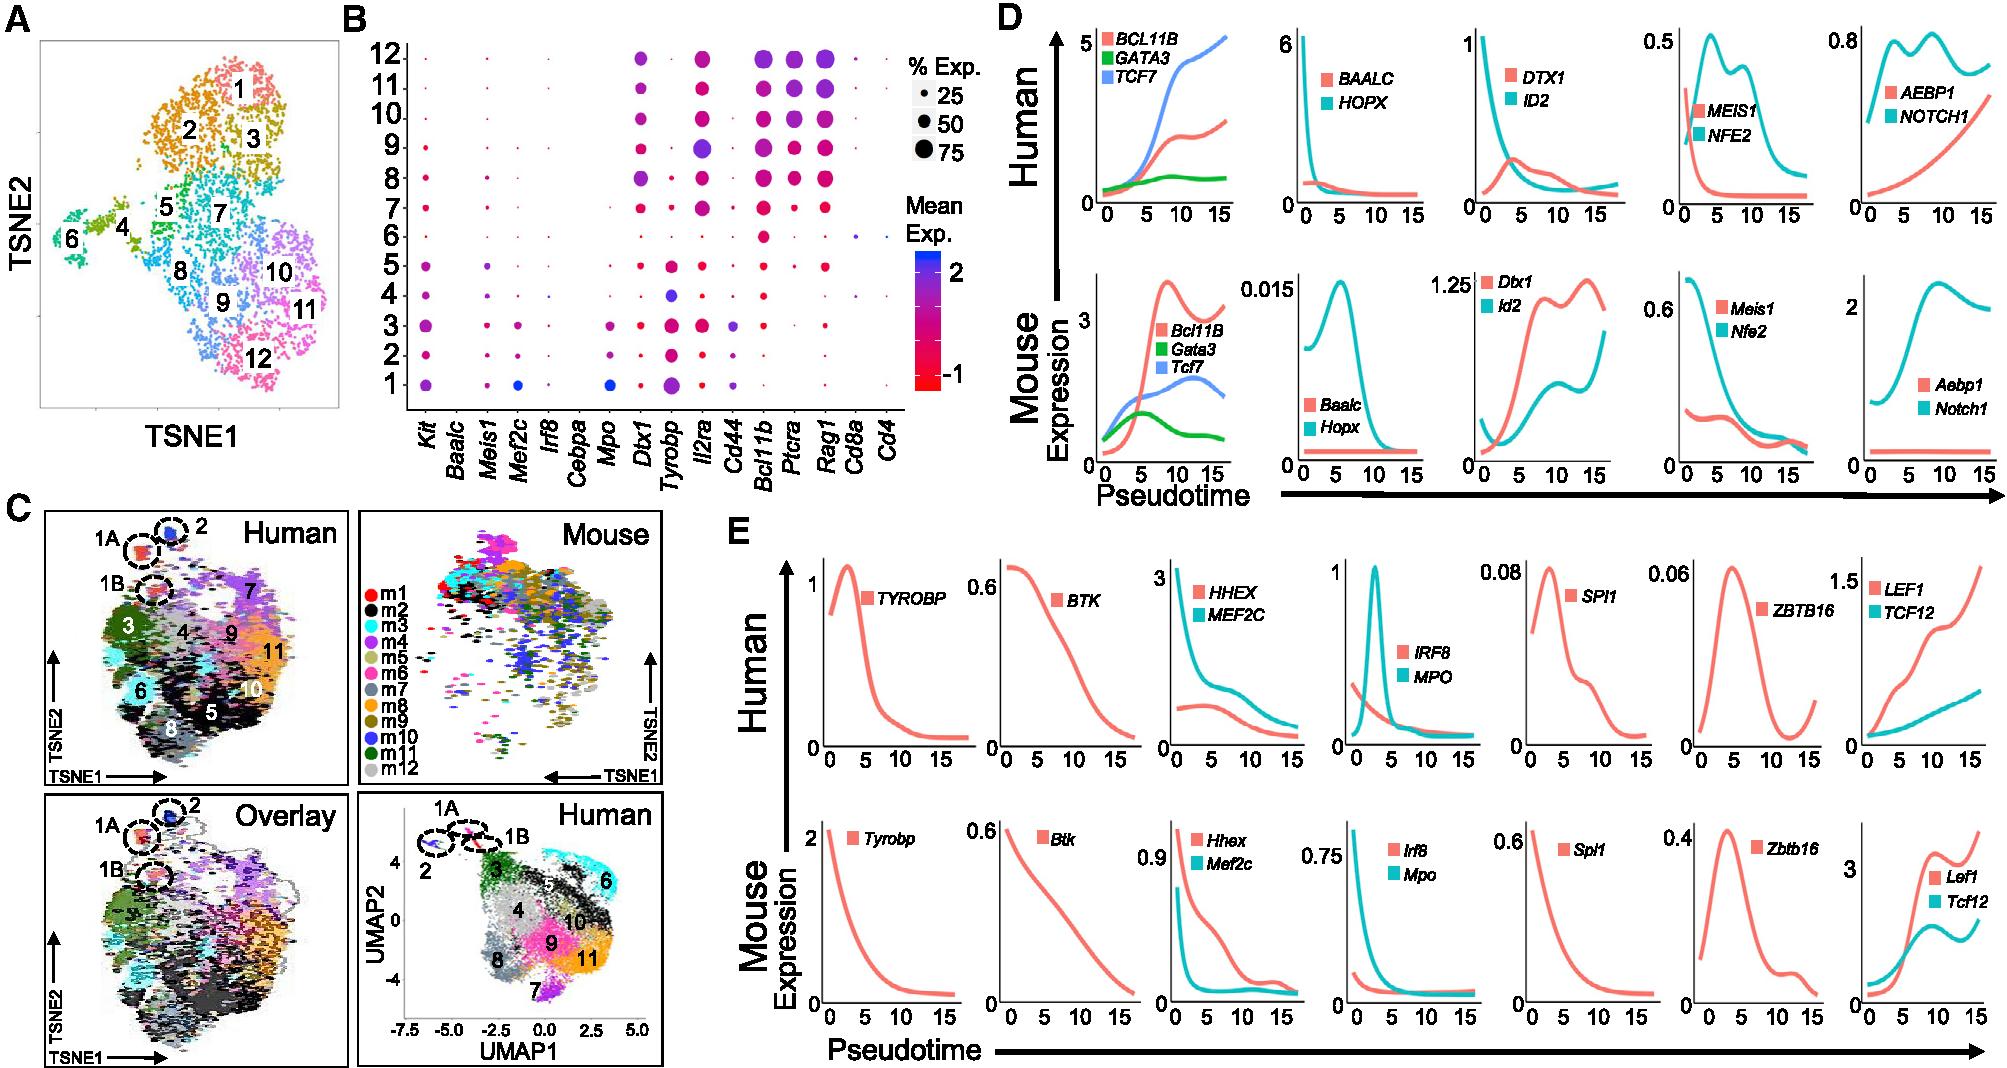 A
TSNE2
TSNE1
1
2
3
4
5
6
7
8
9
10
11
12
B
12
11
10
9
8
7
6
5
4
3
2
1
Kit
Baalc
Meis1
Mef2c
Irf8
Cebpa
Mpo
Dtx1
Tyrobp
Il2ra
Cd44
Bcl11b
Ptcra
Rag1
Cd8a
Cd4
% Exp.
25
50
75
Mean
Exp.
2
-1
C
Human
1A
2
1B
3
4
5
6
7
8
9
10
11
TSNE2
TSNE1
Mouse
m1
m2
m3
m4
m5
m6
m7
m8
m9
m10
m11
m12
TSNE2
TSNE1
Overlay
1A
2
1B
TSNE2
TSNE1
Human
1A
1B
2
3
4
5
6
7
8
9
10
11
4
0
-4
UMAP2
-7.5 -5.0 -2.5 0.0 2.5 5.0
UMAP1
D
Human
5
0
BCL11B
GATA3
TCF7
0 5 10 15
6
0
BAALC
HOPX
0 5 10 15
1
0
DTX1
ID2
0 5 10 15
0.5
0
MEIS1
NFE2
0 5 10 15
0.8
0
AEBP1
NOTCH1
0 5 10 15
Mouse
Expression
3
0
Bcl11B
Gata3
Tcf7
0 5 10 15
0.015
0
Baalc
Hopx
0 5 10 15
1.25
0
Dtx1
Id2
0 5 10 15
0.6
0
Meis1
Nfe2
0 5 10 15
2
0
Aebp1
Notch1
0 5 10 15
Pseudotime
E
Human
1
0
TYROBP
0 5 10 15
0.6
0
BTK
0 5 10 15
3
0
HHEX
MEF2C
0 5 10 15
1
0
IRF8
MPO
0 5 10 15
0.08
0
SPI1
0 5 10 15
0.06
0
ZBTB16
0 5 10 15
1.5
0
LEF1
TCF12
0 5 10 15
Mouse
Expression
2
0
Tyrobp
0 5 10 15
0.6
0
Btk
0 5 10 15
0.9
0
Hhex
Mef2c
0 5 10 15
0.75
0
Irf8
Mpo
0 5 10 15
0.6
0
Spi1
0 5 10 15
0.4
0
Zbtb16
0 5 10 15
3
0
Lef1
Tcf12
0 5 10 15
Pseudotime